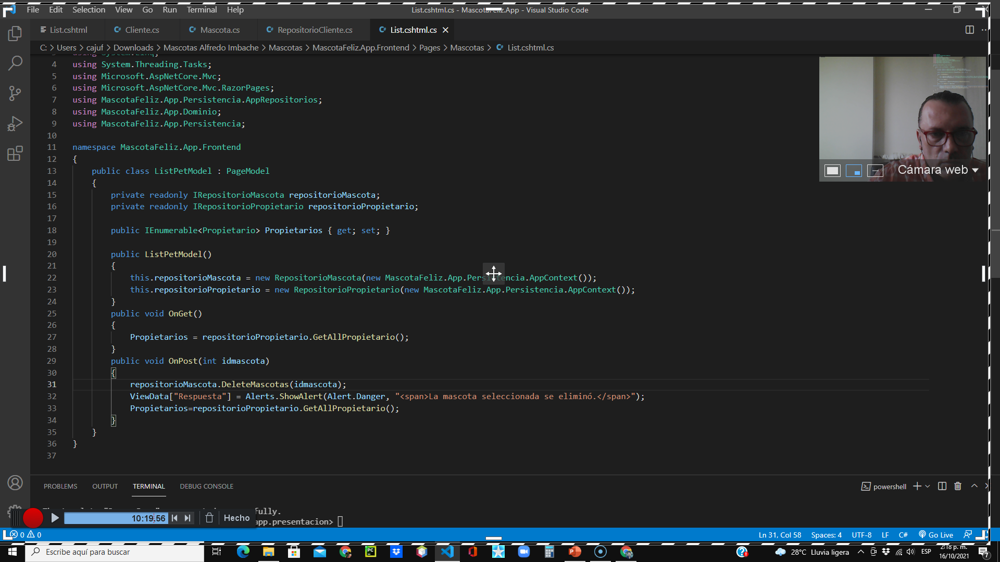 File Edit Selection View Go Run Terminal Help
List.cshtml.cs - MascotaFeliz.App - Visual Studio Code
List.cshtml
Cliente.cs
Mascota.cs
RepositorioCliente.cs
List.cshtml.cs
C: > Users > cajuf > Downloads > Mascotas Alfredo Imbache > Mascotas > MascotaFeliz.App.Frontend > Pages > Mascotas > List.cshtml.cs
3 using System.Linq;
4 using System.Threading.Tasks;
5 using Microsoft.AspNetCore.Mvc;
6 using Microsoft.AspNetCore.Mvc.RazorPages;
7 using MascotaFeliz.App.Persistencia.AppRepositorios;
8 using MascotaFeliz.App.Dominio;
9 using MascotaFeliz.App.Persistencia;
10
11 namespace MascotaFeliz.App.Frontend
12 {
13 public class ListPetModel : PageModel
14 {
15 private readonly IRepositorioMascota repositorioMascota;
16 private readonly IRepositorioPropietario repositorioPropietario;
17
18 public IEnumerable<Propietario> Propietarios { get; set; }
19
20 public ListPetModel()
21 {
22 this.repositorioMascota = new RepositorioMascota(new MascotaFeliz.App.Persistencia.AppContext());
23 this.repositorioPropietario = new RepositorioPropietario(new MascotaFeliz.App.Persistencia.AppContext());
24 }
25 public void OnGet()
26 {
27 Propietarios = repositorioPropietario.GetAllPropietario();
28 }
29 public void OnPost(int idmascota)
30 {
31 repositorioMascota.DeleteMascotas(idmascota);
32 ViewData["Respuesta"] = Alerts.ShowAlert(Alert.Danger, "<span>La mascota seleccionada se eliminó.</span>");
33 Propietarios=repositorioPropietario.GetAllPropietario();
34 }
35 }
36 }
37
Cámara web
PROBLEMS OUTPUT TERMINAL DEBUG CONSOLE
powershell
fully.
app.presentacion>
10:19.56
Hecho
0 0
Ln 31, Col 58 Spaces: 4 UTF-8 LF C# Go Live
Escribe aquí para buscar
PC
28°C Lluvia ligera
ESP
2:18 p. m.
16/10/2021
7